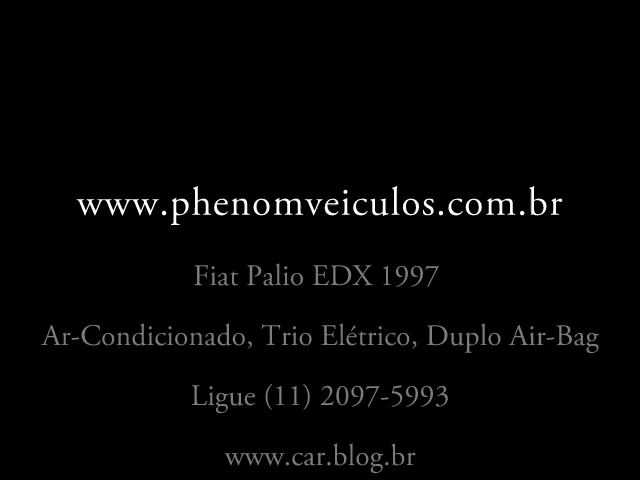 www.phenomveiculos.com.br
Fiat Palio EDX 1997
Ar-Condicionado, Trio Elétrico, Duplo Air-Bag
Ligue (11) 2097-5993
www.car.blog.br